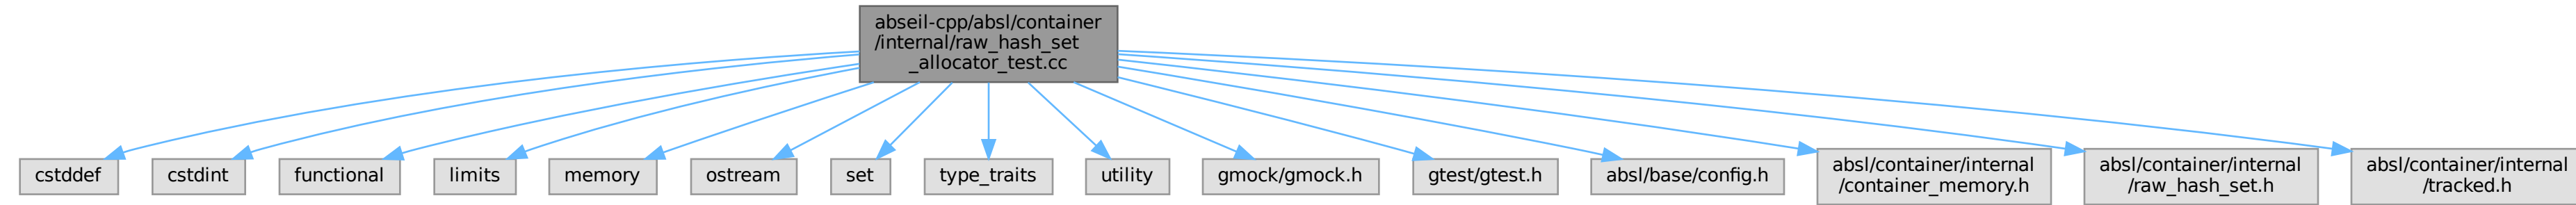 abseil-cpp/absl/container
/internal/raw_hash_set
_allocator_test.cc
cstddef
cstdint
functional
limits
memory
ostream
set
type_traits
utility
gmock/gmock.h
gtest/gtest.h
absl/base/config.h
absl/container/internal
/container_memory.h
absl/container/internal
/raw_hash_set.h
absl/container/internal
/tracked.h